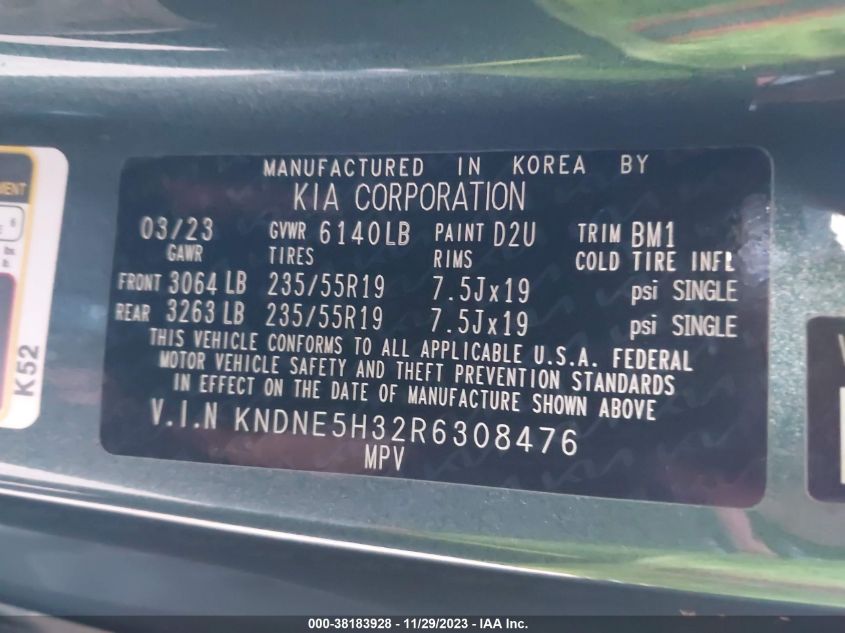 MANUFACTURED IN KOREA BY
KIA CORPORATION
03/23 GVWR 6140LB PAINT D2U TRIM BM1
GAWR TIRES RIMS COLD TIRE INFL
FRONT 3064 LB 235/55R19 7.5Jx19 psi SINGLE
REAR 3263 LB 235/55R19 7.5Jx19 psi SINGLE
THIS VEHICLE CONFORMS TO ALL APPLICABLE U.S.A. FEDERAL
MOTOR VEHICLE SAFETY AND THEFT PREVENTION STANDARDS
IN EFFECT ON THE DATE OF MANUFACTURE SHOWN ABOVE
V.I.N KNDNE5H32R6308476
MPV
K52
000-38183928 - 11/29/2023 - IAA Inc.